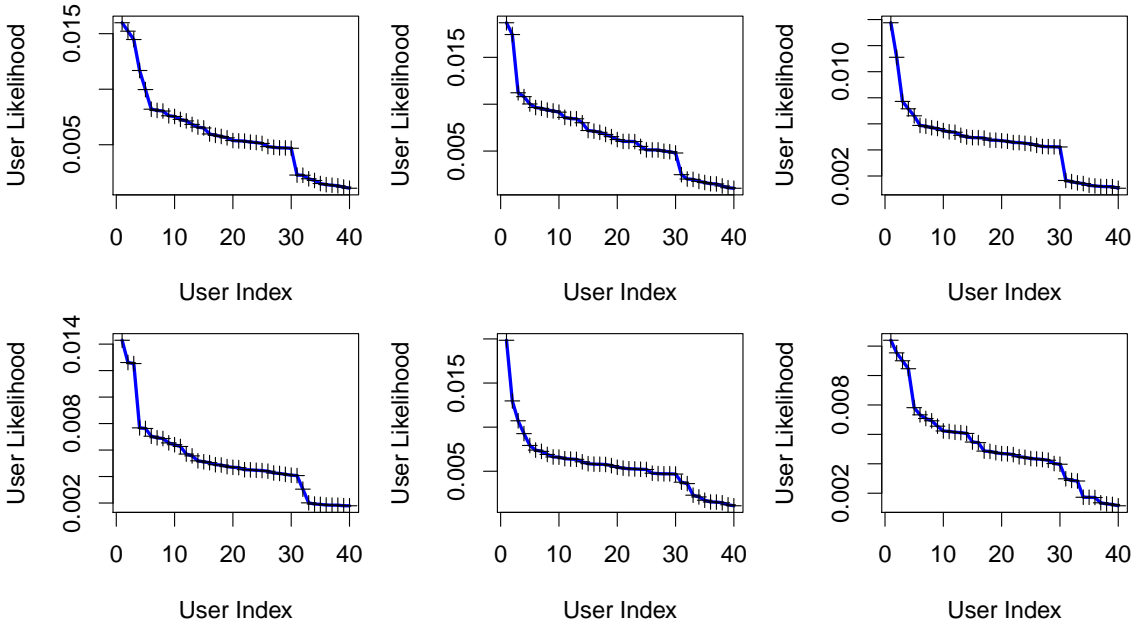 User Likelihood
0.005 0.015
0 10 20 30 40
User Index
User Likelihood
0.005 0.015
0 10 20 30 40
User Index
User Likelihood
0.002 0.010
0 10 20 30 40
User Index
User Likelihood
0.002 0.008 0.014
0 10 20 30 40
User Index
User Likelihood
0.005 0.015
0 10 20 30 40
User Index
User Likelihood
0.002 0.008
0 10 20 30 40
User Index